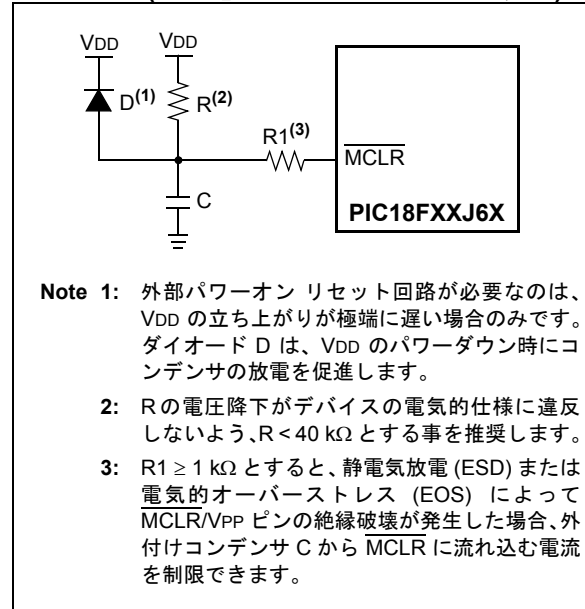 VDD VDD
D(1) R(2)
R1(3)
MCLR
C
PIC18FXXJ6X
Note 1: 外部パワーオン リセット回路が必要なのは、
VDD の立ち上がりが極端に遅い場合のみです。
ダイオード D は、VDD のパワーダウン時にコ
ンデンサの放電を促進します。
2: Rの電圧降下がデバイスの電気的仕様に違反
しないよう、R < 40 kΩ とする事を推奨します。
3: R1 ≥ 1 kΩ とすると、静電気放電 (ESD) または
電気的オーバーストレス (EOS) によって
MCLR/VPP ピンの絶縁破壊が発生した場合、外
付けコンデンサ C から MCLR に流れ込む電流
を制限できます。